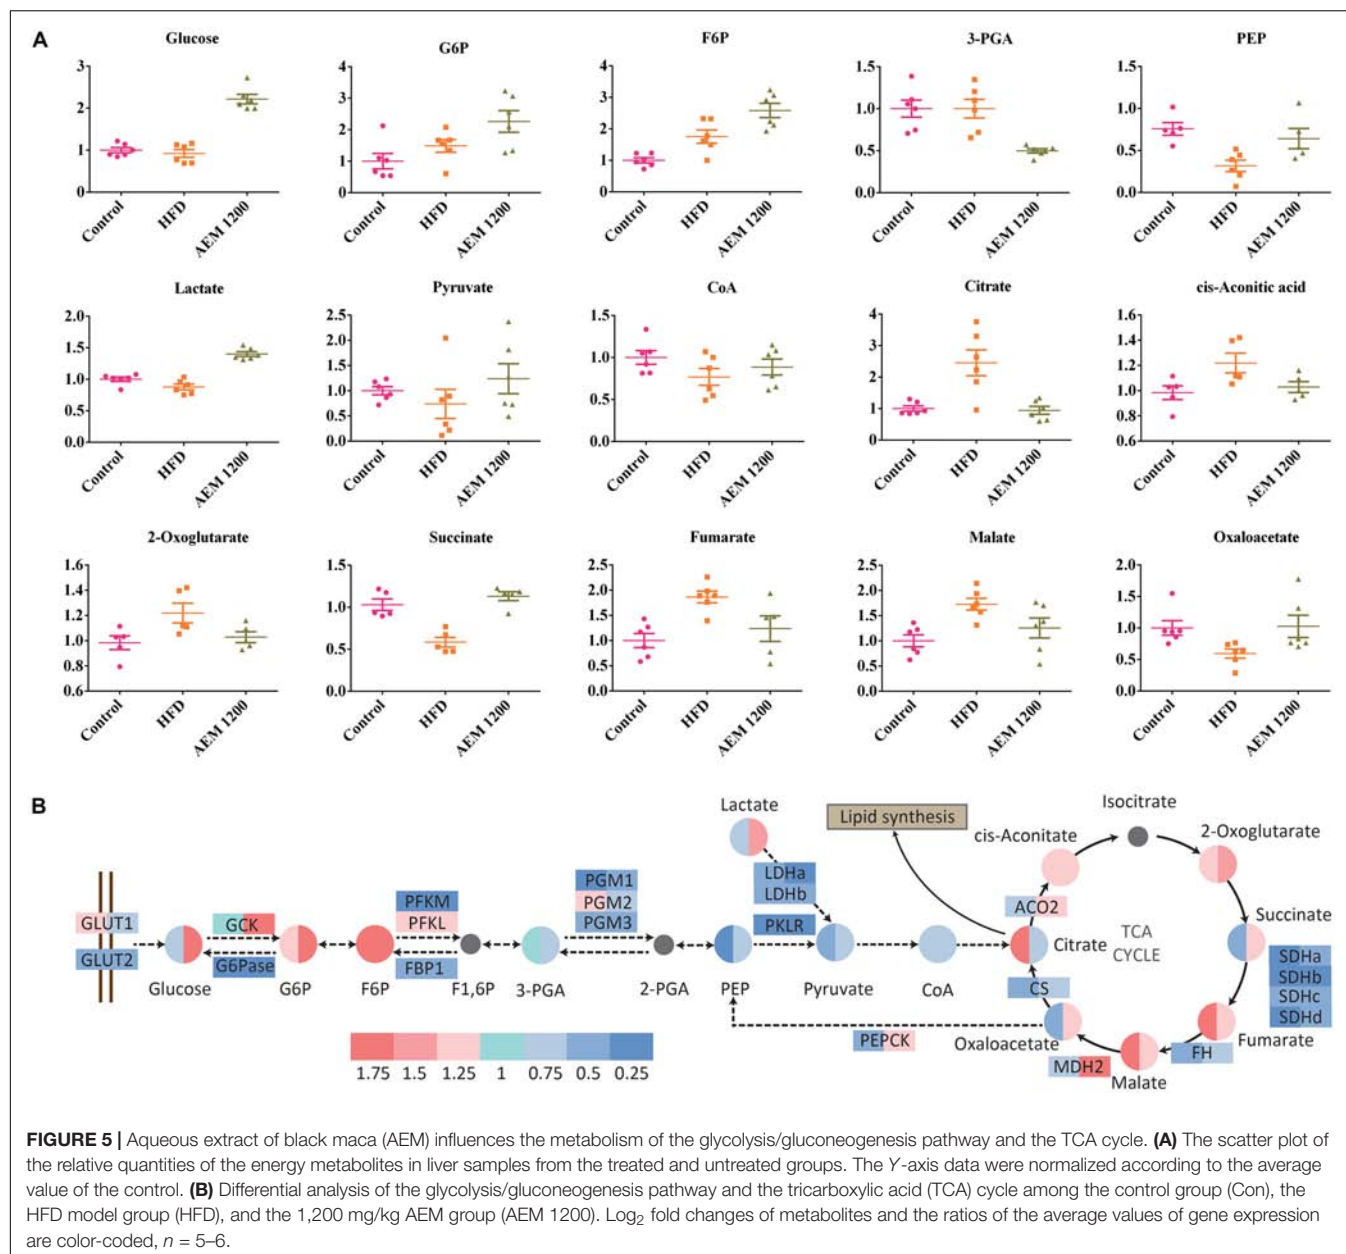 A
Glucose
G6P
F6P
3-PGA
PEP
3
2
1
0
Control
HFD
AEM 1200
4
3
2
1
0
Control
HFD
AEM 1200
4
3
2
1
0
Control
HFD
AEM 1200
1.5
1.0
0.5
0.0
Control
HFD
AEM 1200
1.5
1.0
0.5
0.0
Control
HFD
AEM 1200
Lactate
Pyruvate
CoA
Citrate
cis-Aconitic acid
2.0
1.5
1.0
0.5
0.0
Control
HFD
AEM 1200
2.5
2.0
1.5
1.0
0.5
0.0
Control
HFD
AEM 1200
1.5
1.0
0.5
0.0
Control
HFD
AEM 1200
4
3
2
1
0
Control
HFD
AEM 1200
1.6
1.4
1.2
1.0
0.8
0.6
Control
HFD
AEM 1200
2-Oxoglutarate
Succinate
Fumarate
Malate
Oxaloacetate
1.6
1.4
1.2
1.0
0.8
0.6
Control
HFD
AEM 1200
1.5
1.0
0.5
0.0
Control
HFD
AEM 1200
2.5
2.0
1.5
1.0
0.5
0.0
Control
HFD
AEM 1200
2.5
2.0
1.5
1.0
0.5
0.0
Control
HFD
AEM 1200
2.0
1.5
1.0
0.5
0.0
Control
HFD
AEM 1200
B
Lactate
Lipid synthesis
Isocitrate
cis-Aconitate
2-Oxoglutarate
GLUT1
GLUT2
GCK
G6Pase
PFKM
PFKL
FBP1
PGM1
PGM2
PGM3
LDHa
LDHb
PKLR
ACO2
TCA
CYCLE
Succinate
SDHa
SDHb
SDHc
SDHd
Glucose
G6P
F6P
F1,6P
3-PGA
2-PGA
PEP
Pyruvate
CoA
Citrate
CS
PEPCK
Oxaloacetate
MDH2
Malate
FH
Fumarate
1.75 1.5 1.25 1 0.75 0.5 0.25
FIGURE 5 | Aqueous extract of black maca (AEM) influences the metabolism of the glycolysis/gluconeogenesis pathway and the TCA cycle. (A) The scatter plot of
the relative quantities of the energy metabolites in liver samples from the treated and untreated groups. The Y-axis data were normalized according to the average
value of the control. (B) Differential analysis of the glycolysis/gluconeogenesis pathway and the tricarboxylic acid (TCA) cycle among the control group (Con), the
HFD model group (HFD), and the 1,200 mg/kg AEM group (AEM 1200). Log₂ fold changes of metabolites and the ratios of the average values of gene expression
are color-coded, n = 5–6.